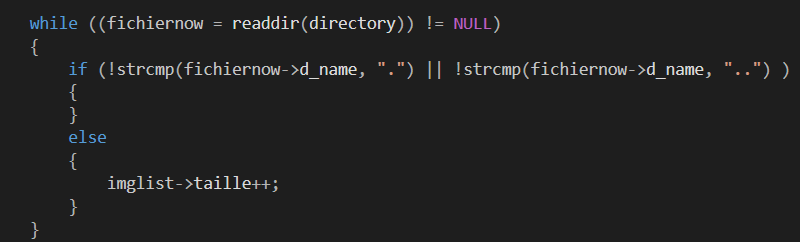 while ((fichiernow = readdir(directory)) != NULL)
{
if (!strcmp(fichiernow->d_name, ".") || !strcmp(fichiernow->d_name, "..") )
{
}
else
{
imglist->taille++;
}
}